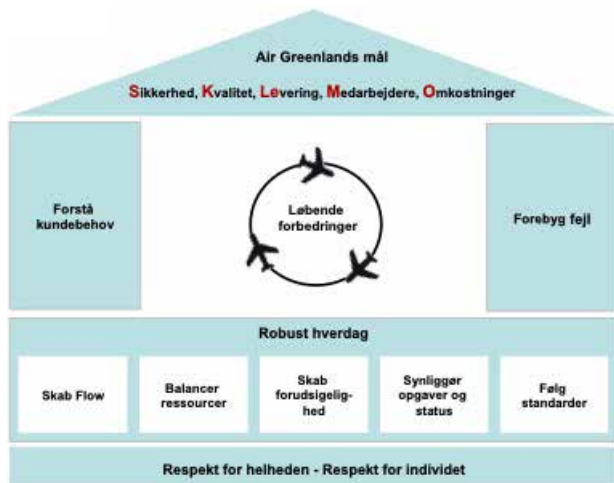 Air Greenlands mål
Sikkerhed, Kvalitet, Levering, Medarbejdere, Omkostninger
Forstå
kundebehov
Løbende
forbedringer
Forebyg fejl
Robust hverdag
Skab Flow
Balancer
ressourcer
Skab
forudsigelig-
hed
Synliggør
opgaver og
status
Følg
standarder
Respekt for helheden - Respekt for individet